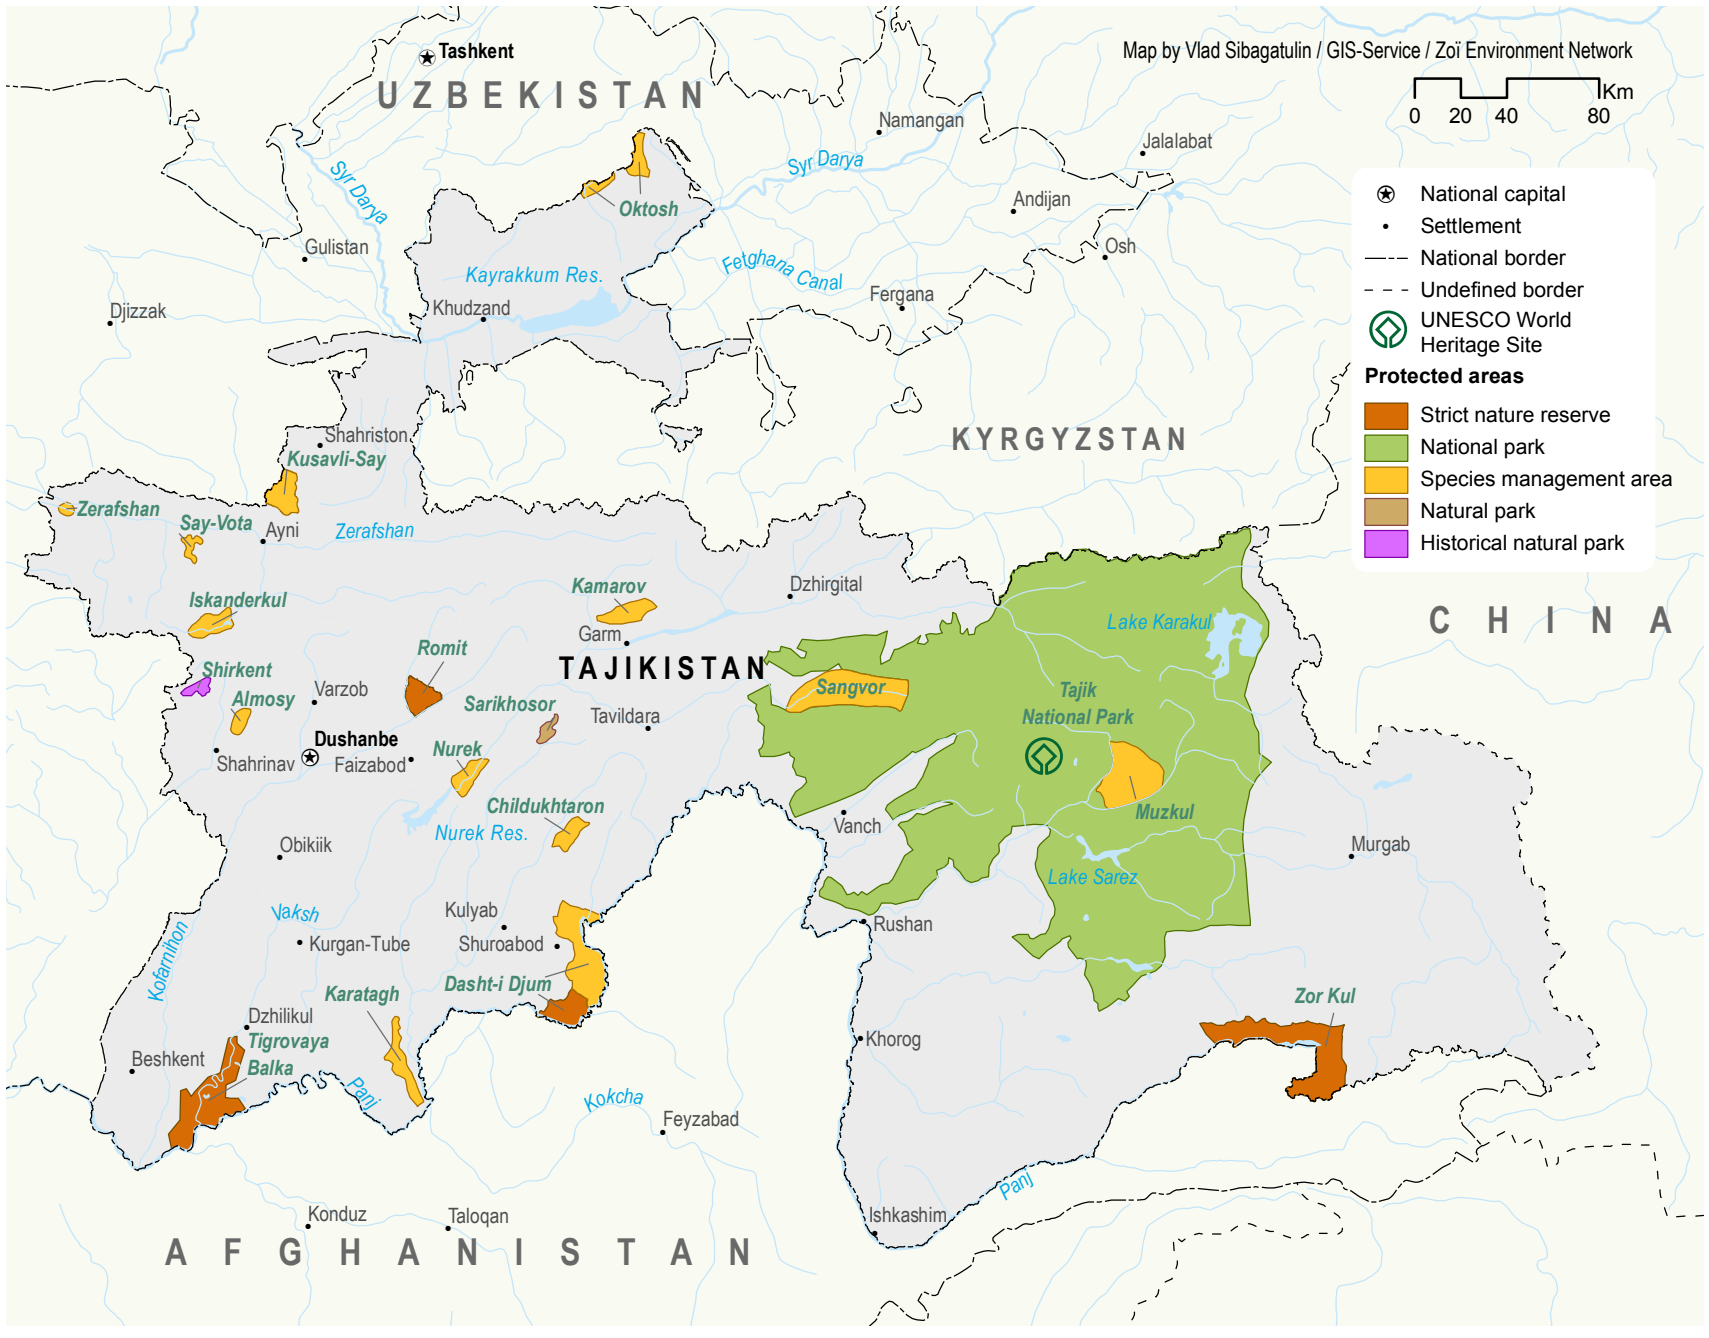 Tashkent
UZBEKISTAN
Map by Vlad Sibagatulin / GIS-Service / Zoï Environment Network
Km
0 20 40 80
Namangan
Jalalabat
Syr Darya
Syr Darya
Oktosh
Andijan
Osh
Gulistan
Kayrakkum Res.
Fetghana Canal
Fergana
Khudzand
Djizzak
National capital
Settlement
National border
Undefined border
UNESCO World
Heritage Site
Protected areas
Strict nature reserve
National park
Species management area
Natural park
Historical natural park
KYRGYZSTAN
CHINA
Shahriston
Kusavli-Say
Zerafshan
Say-Vota
Ayni
Zerafshan
Iskanderkul
Kamarov
Dzhirgital
Garm
TAJIKISTAN
Lake Karakul
Romit
Shirkent
Almosy
Varzob
Sarikhosor
Tavildara
Sangvor
Tajik
National Park
Dushanbe
Shahrinav
Faizabod
Nurek
Childukhtaron
Nurek Res.
Muzkul
Vanch
Murgab
Obikiik
Lake Sarez
Vaksh
Kulyab
Shuroabod
Kurgan-Tube
Rushan
Kofarnihon
Dasht-i Djum
Karatagh
Zor Kul
Dzhilikul
Tigrovaya
Balka
Beshkent
Khorog
Panj
Kokcha
Feyzabad
Panj
Ishkashim
Konduz
Taloqan
AFGHANISTAN